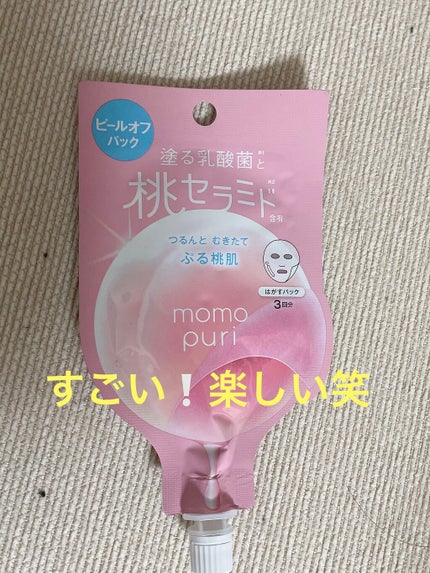 ピールオフ
パック
塗る乳酸菌※1と
桃セラミド※2含有
つるんと むきたて
ぷる桃肌
はがすパック
3回分
momo
puri
すごい！楽しい笑